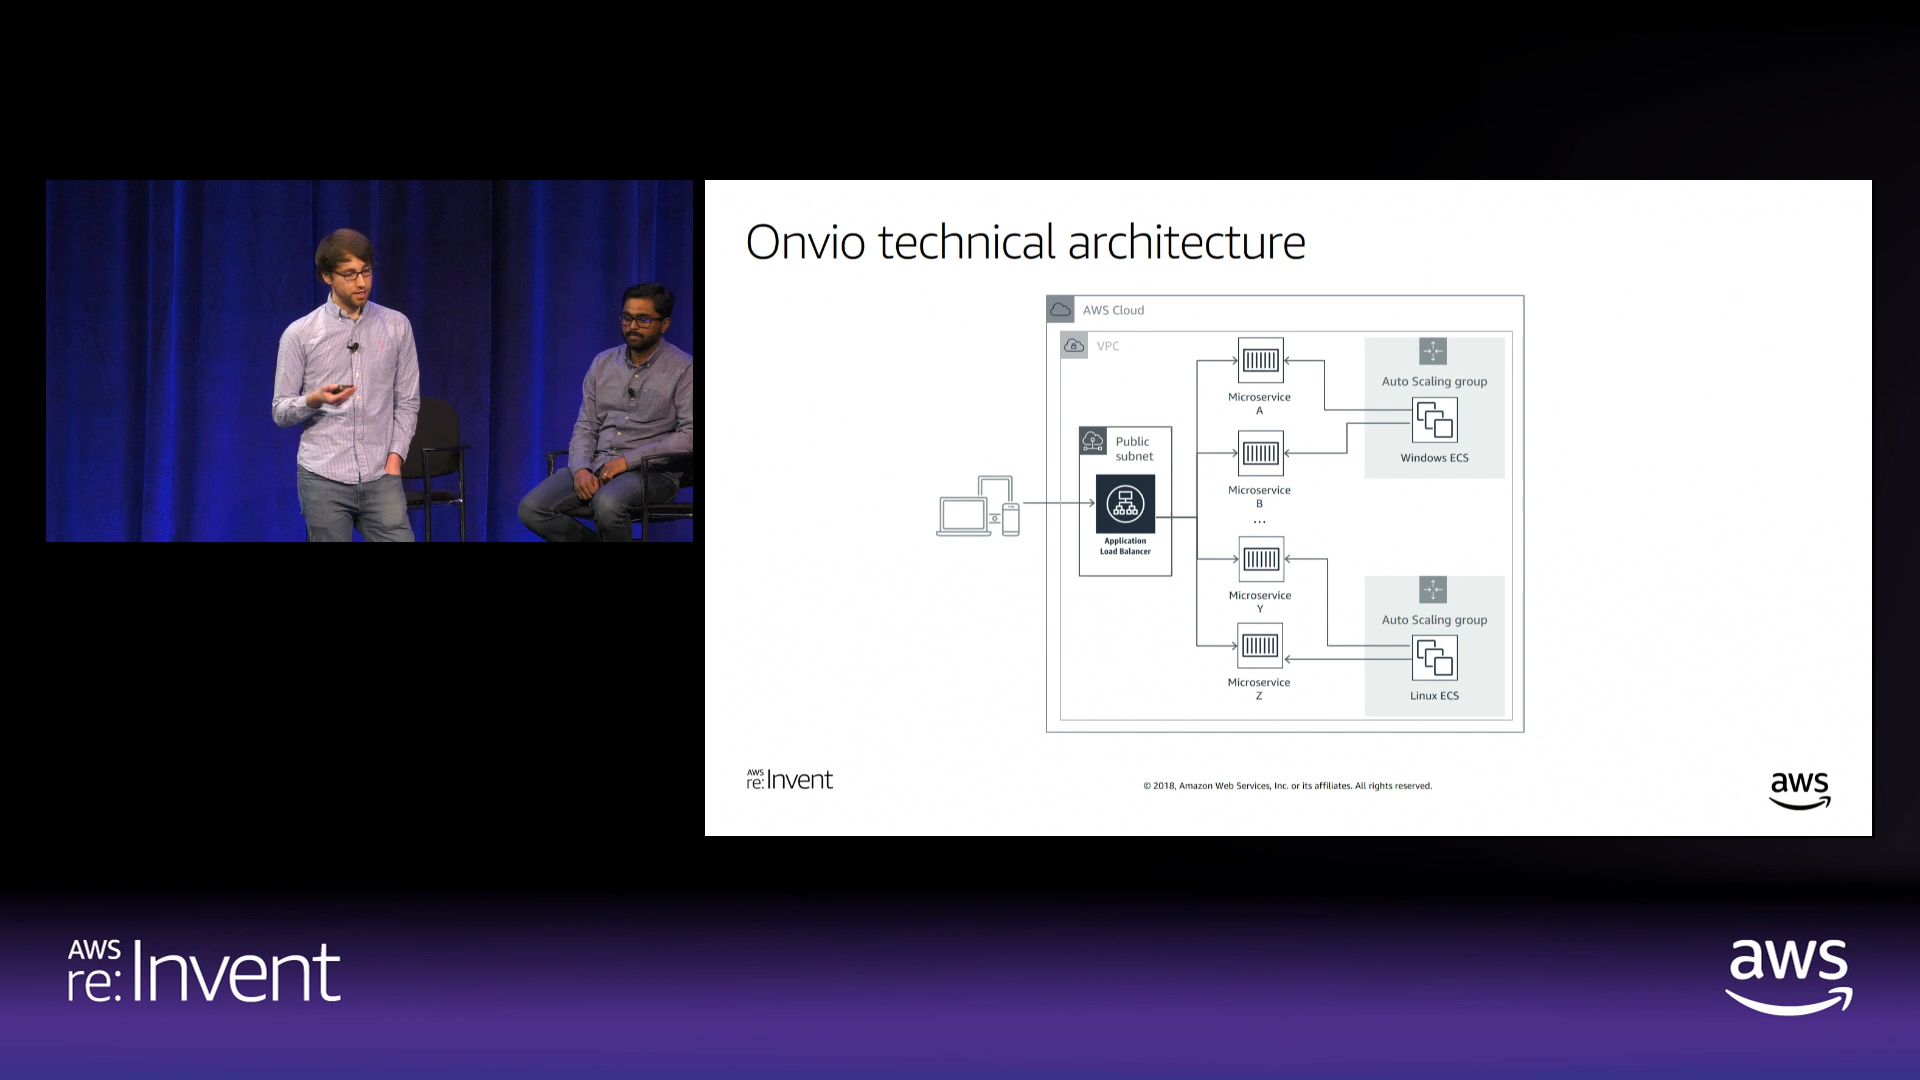 Onvio technical architecture
AWS Cloud
VPC
Public
subnet
Application
Load Balancer
Microservice
A
Microservice
B
...
Microservice
Y
Microservice
Z
Auto Scaling group
Windows ECS
Auto Scaling group
Linux ECS
AWS
re:Invent
© 2018, Amazon Web Services, Inc. or its affiliates. All rights reserved.
aws
AWS
re:Invent
aws